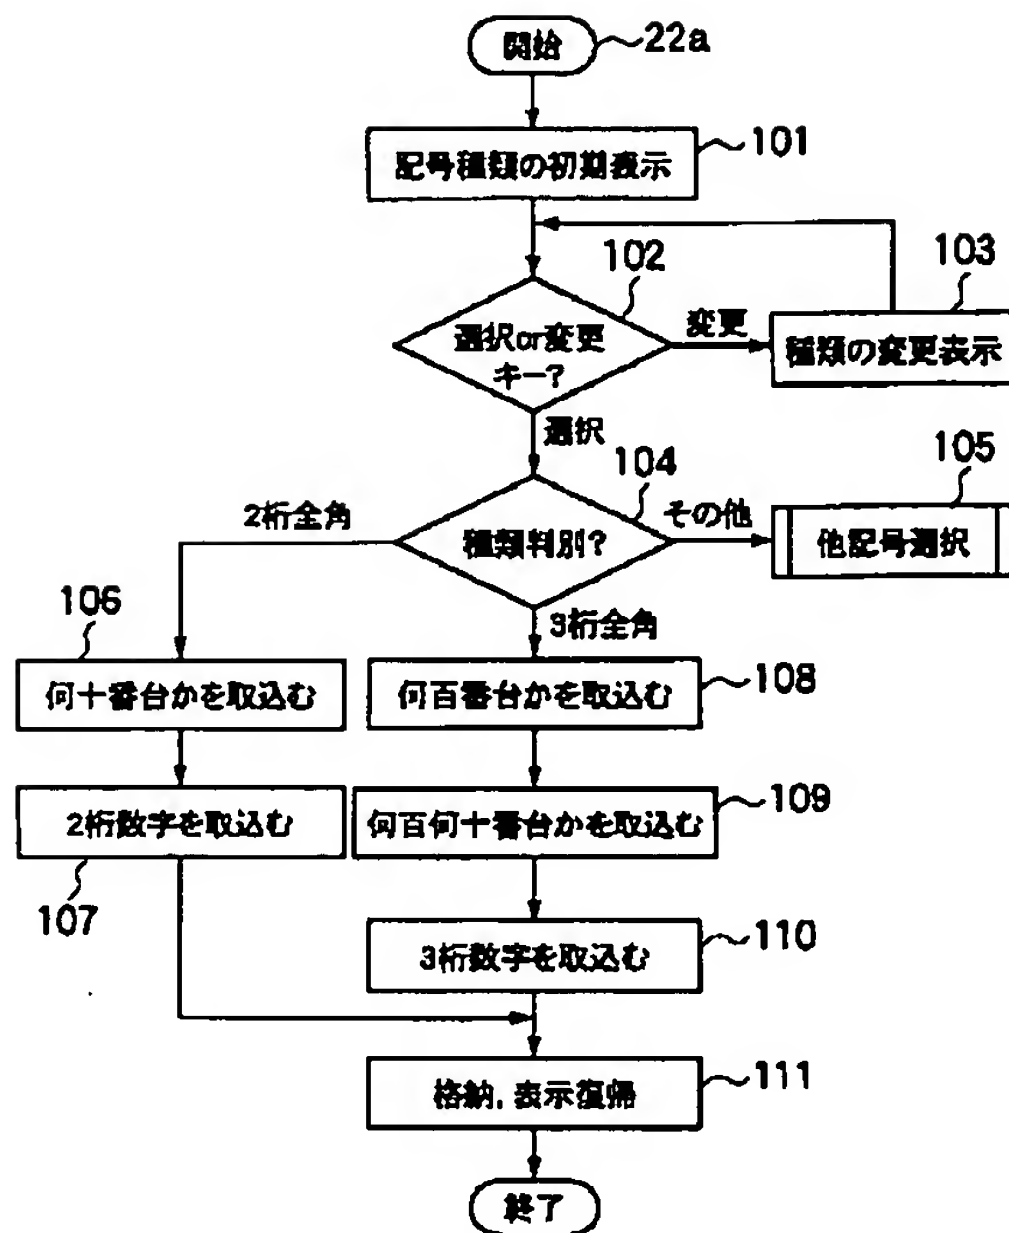 開始
22a
記号種類の初期表示
101
102
選択or変更
キー?
変更
103
種類の変更表示
選択
104
種類判別?
2桁全角
その他
105
他記号選択
3桁全角
106
何十番台かを取込む
何百番台かを取込む
108
2桁数字を取込む
107
何百何十番台かを取込む
109
3桁数字を取込む
110
格納,表示復帰
111
終了